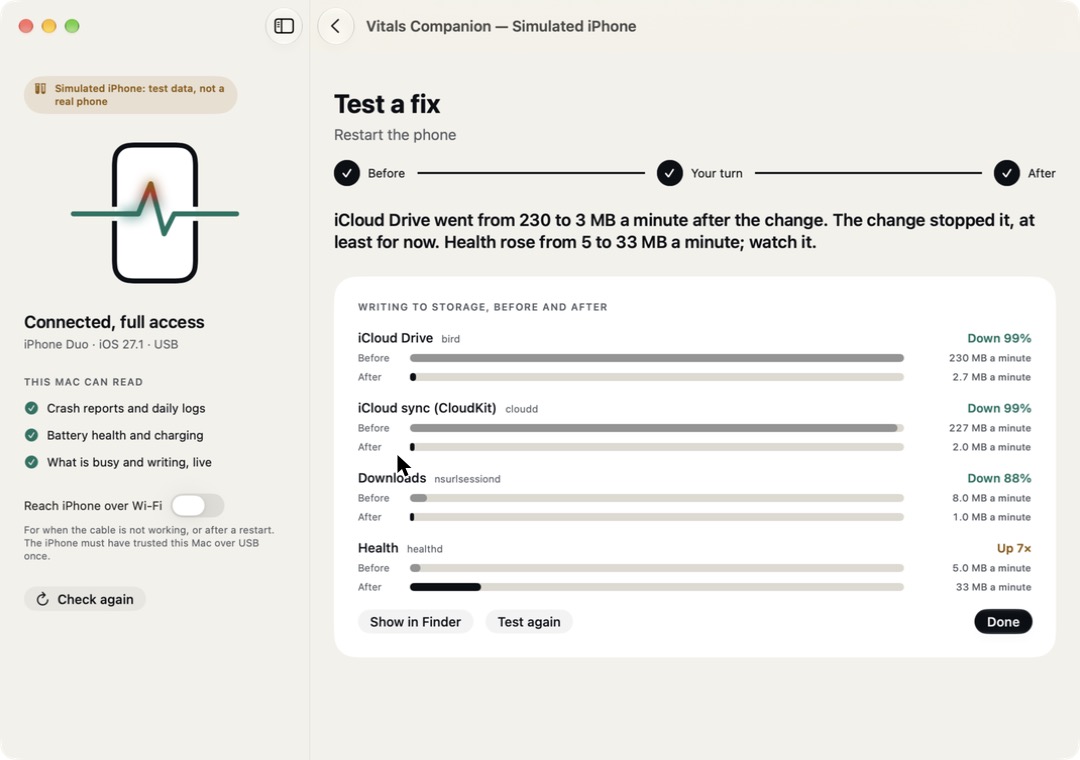 Vitals Companion — Simulated iPhone
Simulated iPhone: test data, not a
real phone
Connected, full access
iPhone Duo · iOS 27.1 · USB
THIS MAC CAN READ
Crash reports and daily logs
Battery health and charging
What is busy and writing, live
Reach iPhone over Wi-Fi
For when the cable is not working, or after a restart.
The iPhone must have trusted this Mac over USB
once.
Check again
Test a fix
Restart the phone
Before
Your turn
After
iCloud Drive went from 230 to 3 MB a minute after the change. The change stopped it, at
least for now. Health rose from 5 to 33 MB a minute; watch it.
WRITING TO STORAGE, BEFORE AND AFTER
iCloud Drive bird Down 99%
Before 230 MB a minute
After 2.7 MB a minute
iCloud sync (CloudKit) cloudd Down 99%
Before 227 MB a minute
After 2.0 MB a minute
Downloads nsurlsessiond Down 88%
Before 8.0 MB a minute
After 1.0 MB a minute
Health healthd Up 7×
Before 5.0 MB a minute
After 33 MB a minute
Show in Finder Test again Done